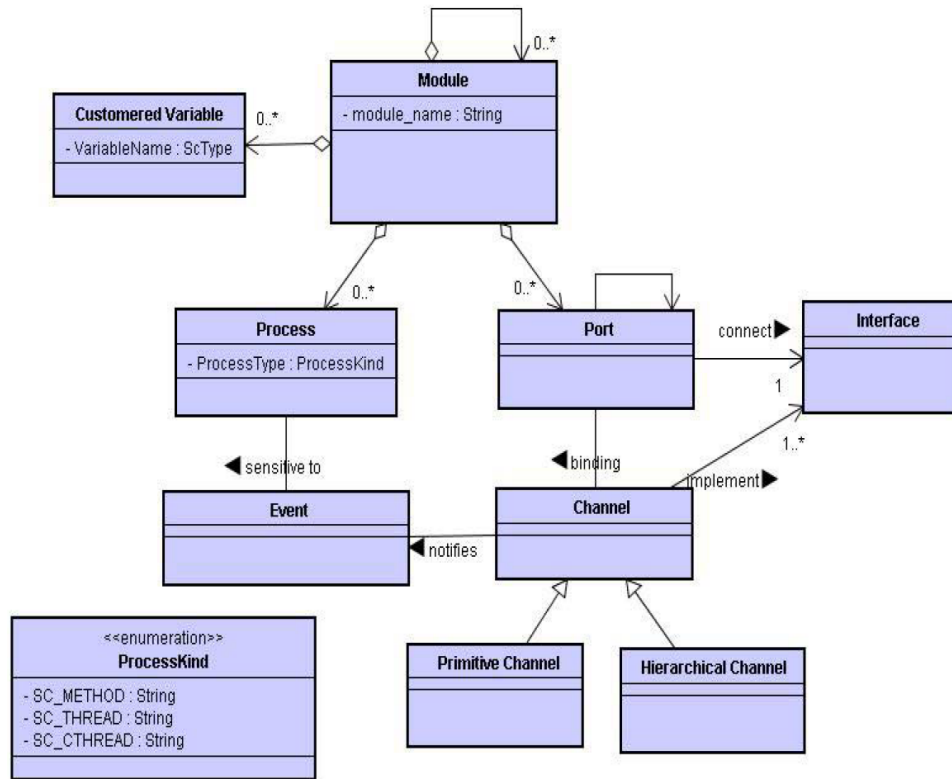 0..*
Module
- module_name : String
Customered Variable
- VariableName : ScType
0..*
0..*
0..*
Process
- ProcessType : ProcessKind
Port
connect
Interface
1
1..*
sensitive to
binding
implement
Event
Channel
notifies
<<enumeration>>
ProcessKind
- SC_METHOD : String
- SC_THREAD : String
- SC_CTHREAD : String
Primitive Channel
Hierarchical Channel